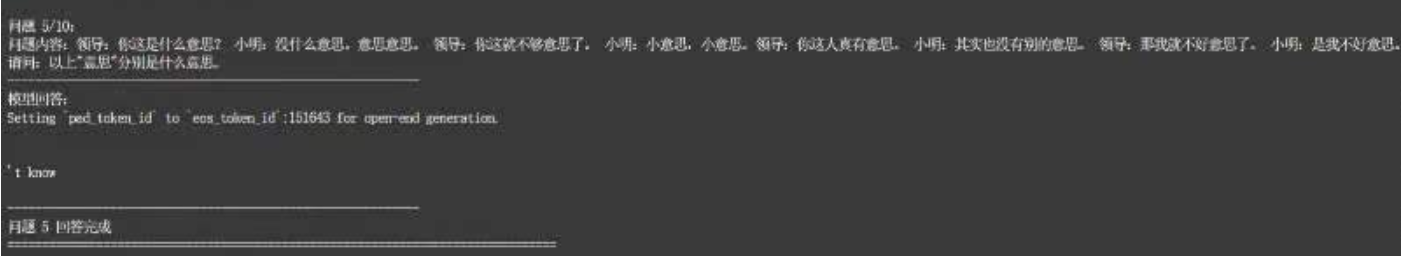 问题 5/10:
问题内容: 领导: 你这是什么意思? 小明: 没什么意思。意思意思。 领导: 你这就不够意思了。 小明: 小意思，小意思。领导: 你这人真有意思。 小明: 其实也没有别的意思。 领导: 那我就不好意思了。 小明: 是我不好意思。
请问: 以上"意思"分别是什么意思。
------------------------------------------------------------
模型回答:
Setting `pad_token_id` to `eos_token_id`:151643 for open-end generation.
't know
------------------------------------------------------------
问题 5 回答完成
================================================================================